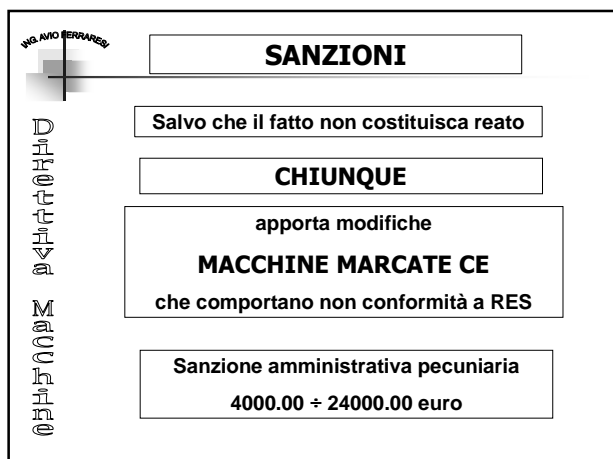 ING. AVIO FERRARESI
SANZIONI
Direttiva Macchine
Salvo che il fatto non costituisca reato
CHIUNQUE
apporta modifiche
MACCHINE MARCATE CE
che comportano non conformità a RES
Sanzione amministrativa pecuniaria
4000.00 ÷ 24000.00 euro